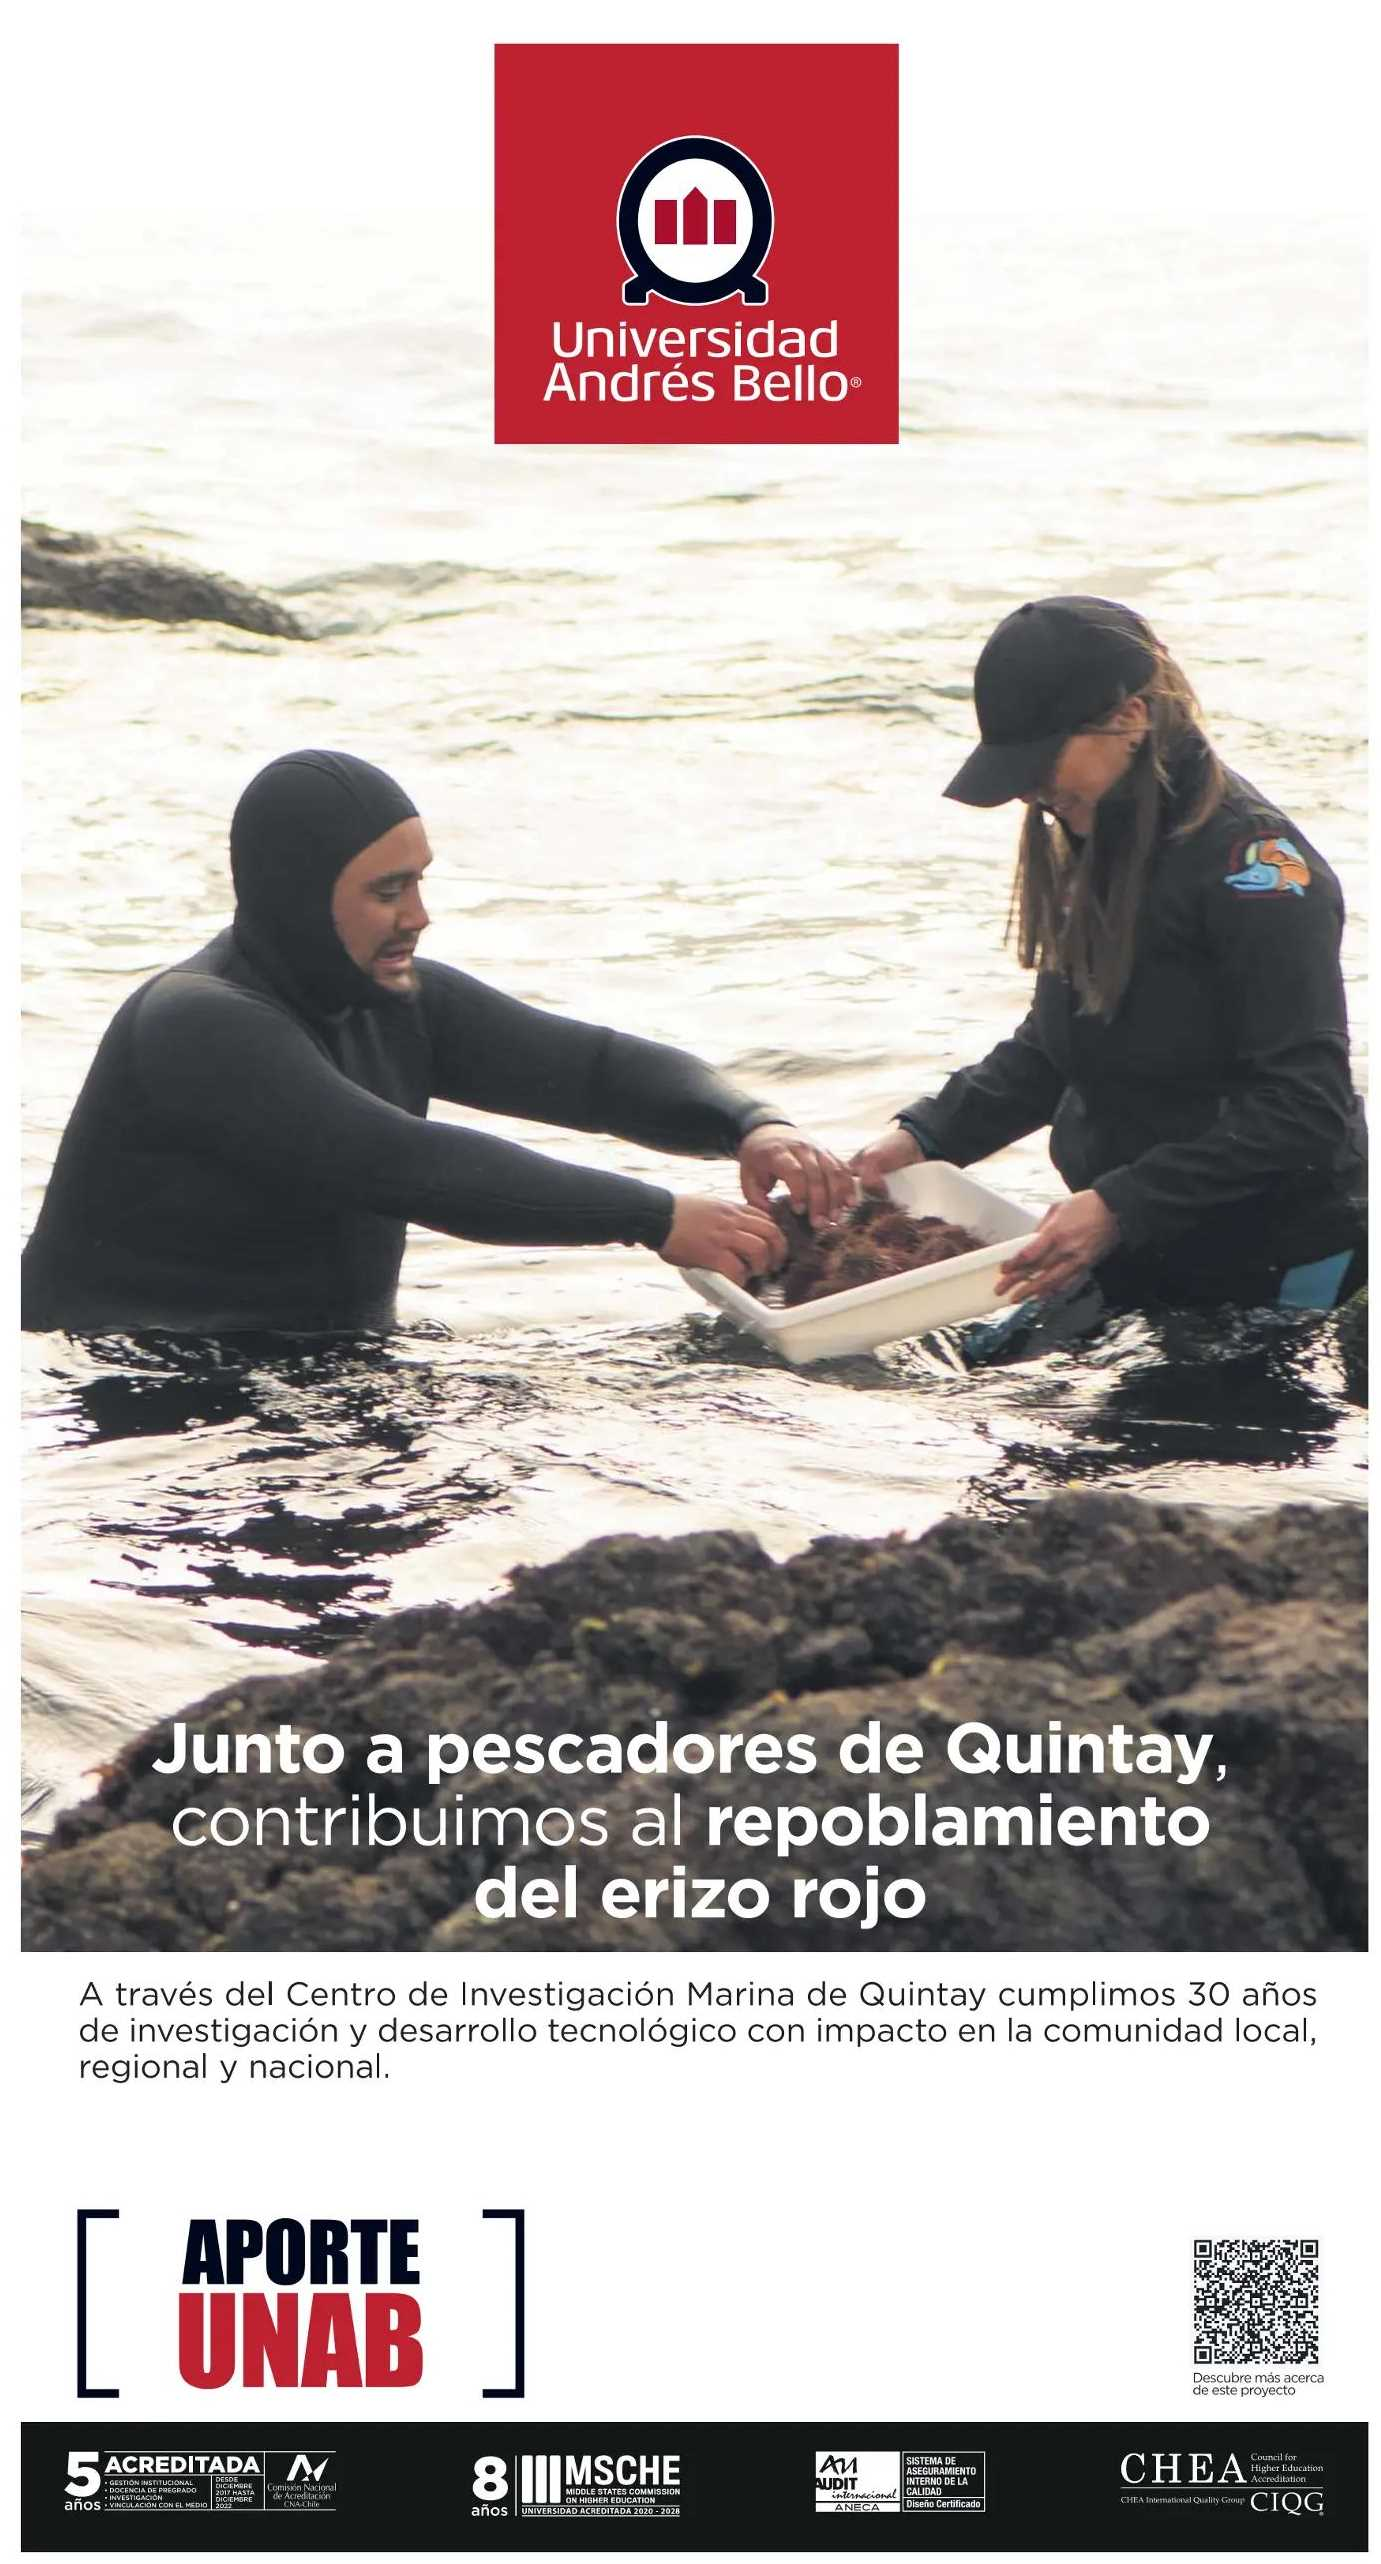 Universidad
Andrés Bello®
Junto a pescadores de Quintay,
contribuimos al repoblamiento
del erizo rojo
A través del Centro de Investigación Marina de Quintay cumplimos 30 años
de investigación y desarrollo tecnológico con impacto en la comunidad local,
regional y nacional.
APORTE
UNAB
Descubre más acerca
de este proyecto
5 años
ACREDITADA
• GESTIÓN INSTITUCIONAL
• DOCENCIA DE PREGRADO
• INVESTIGACIÓN
• VINCULACIÓN CON EL MEDIO
DESDE
DICIEMBRE
2017 HASTA
DICIEMBRE
2022
Comisión Nacional
de Acreditación
CNA-Chile
8 años
MSCHE
MIDDLE STATES COMMISSION
ON HIGHER EDUCATION
UNIVERSIDAD ACREDITADA 2020 - 2028
AUDIT
internacional
ANECA
SISTEMA DE
ASEGURAMIENTO
INTERNO DE LA
CALIDAD
Diseño Certificado
CHEA
Council for
Higher Education
Accreditation
CHEA International Quality Group CIQG